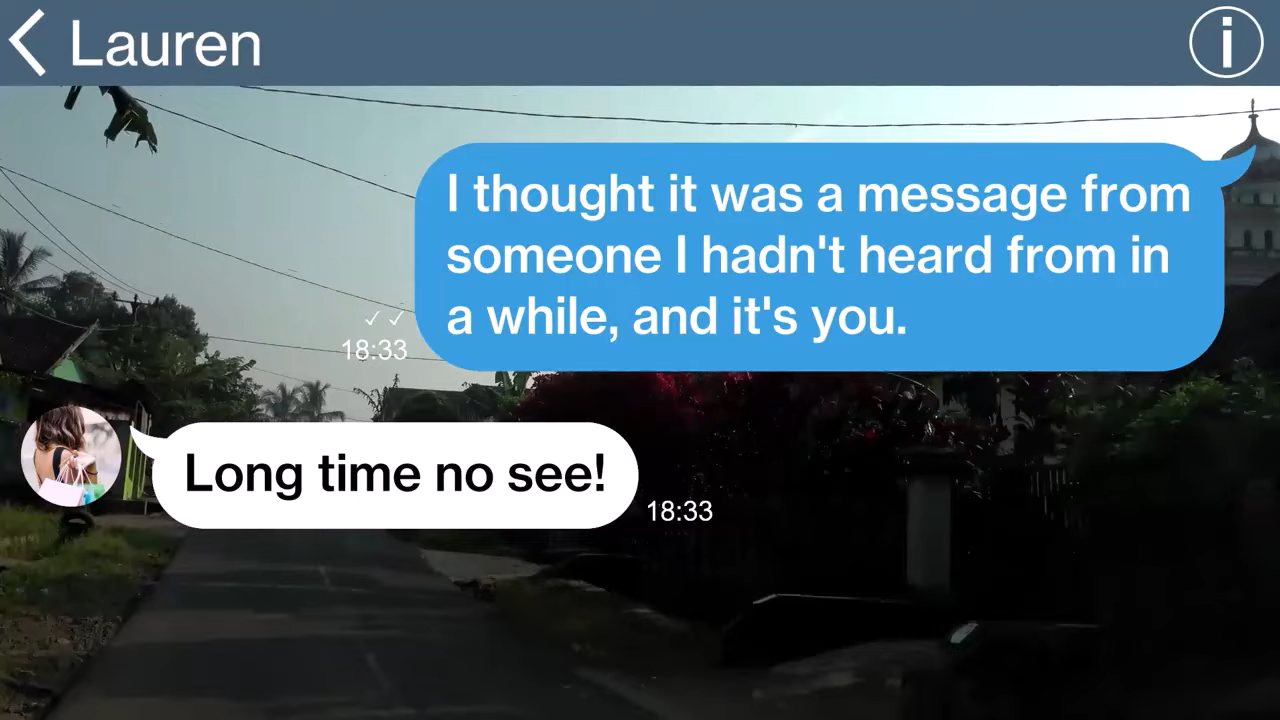 Lauren
i
I thought it was a message from
someone I hadn't heard from in
a while, and it's you.
18:33
Long time no see!
18:33